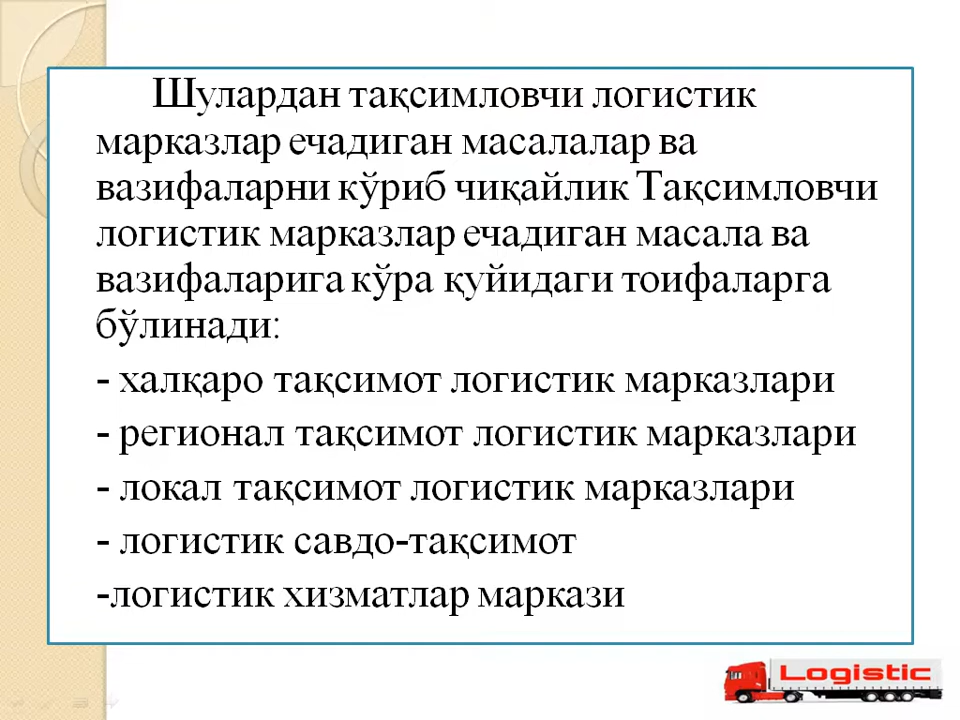 Шулардан тақсимловчи логистик
марказлар ечадиган масалалар ва
вазифаларни кўриб чиқайлик Тақсимловчи
логистик марказлар ечадиган масала ва
вазифаларига кўра қуйидаги тоифаларга
бўлинади:
- халқаро тақсимот логистик марказлари
- регионал тақсимот логистик марказлари
- локал тақсимот логистик марказлари
- логистик савдо-тақсимот
-логистик хизматлар маркази
Logistic